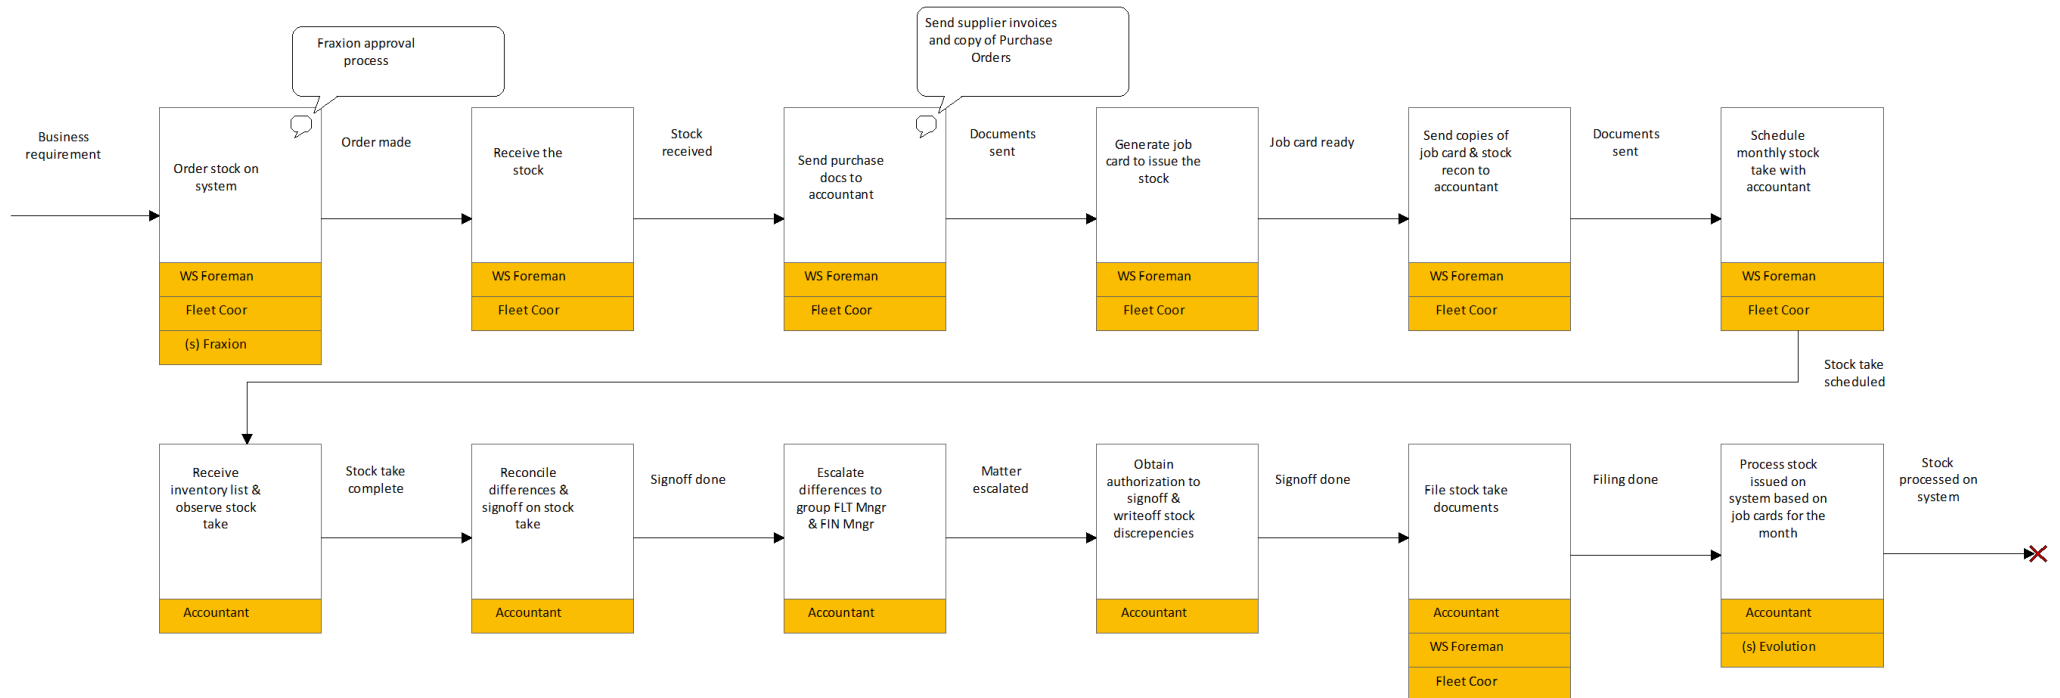 Fraxion approval
process
Send supplier invoices
and copy of Purchase
Orders
Business
requirement
Order stock on
system
WS Foreman
Fleet Coor
(s) Fraxion
Order made
Receive the
stock
WS Foreman
Fleet Coor
Stock
received
Send purchase
docs to
accountant
WS Foreman
Fleet Coor
Documents
sent
Generate job
card to issue the
stock
WS Foreman
Fleet Coor
Job card ready
Send copies of
job card & stock
recon to
accountant
WS Foreman
Fleet Coor
Documents
sent
Schedule
monthly stock
take with
accountant
WS Foreman
Fleet Coor
Stock take
scheduled
Receive
inventory list &
observe stock
take
Accountant
Stock take
complete
Reconcile
differences &
signoff on stock
take
Accountant
Signoff done
Escalate
differences to
group FLT Mngr
& FIN Mngr
Accountant
Matter
escalated
Obtain
authorization to
signoff &
writeoff stock
discrepencies
Accountant
Signoff done
File stock take
documents
Accountant
WS Foreman
Fleet Coor
Filing done
Process stock
issued on
system based on
job cards for the
month
Accountant
(s) Evolution
Stock
processed on
system